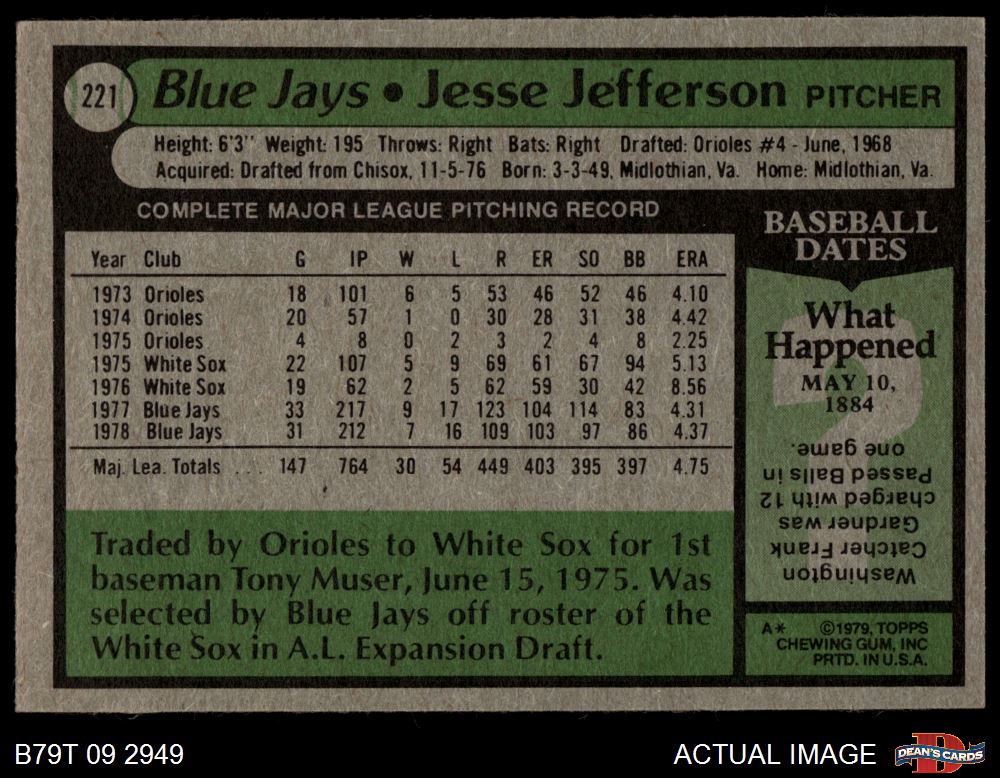 221 Blue Jays • Jesse Jefferson PITCHER
Height: 6'3" Weight: 195 Throws: Right Bats: Right Drafted: Orioles #4 - June, 1968
Acquired: Drafted from Chisox, 11-5-76 Born: 3-3-49, Midlothian, Va. Home: Midlothian, Va.
COMPLETE MAJOR LEAGUE PITCHING RECORD
Year Club G IP W L R ER SO BB ERA
1973 Orioles 18 101 6 5 53 46 52 46 4.10
1974 Orioles 20 57 1 0 30 28 31 38 4.42
1975 Orioles 4 8 0 2 3 2 4 8 2.25
1975 White Sox 22 107 5 9 69 61 67 94 5.13
1976 White Sox 19 62 2 5 62 59 30 42 8.56
1977 Blue Jays 33 217 9 17 123 104 114 83 4.31
1978 Blue Jays 31 212 7 16 109 103 97 86 4.37
Maj. Lea. Totals ... 147 764 30 54 449 403 395 397 4.75
Traded by Orioles to White Sox for 1st
baseman Tony Muser, June 15, 1975. Was
selected by Blue Jays off roster of the
White Sox in A.L. Expansion Draft.
BASEBALL
DATES
What
Happened
MAY 10,
1884
Washington
Catcher Frank
Gardner was
charged with 12
Passed Balls in
one game.
A* ©1979, TOPPS
CHEWING GUM, INC
PRTD. IN U.S.A.
B79T 09 2949
ACTUAL IMAGE
DEAN'S CARDS